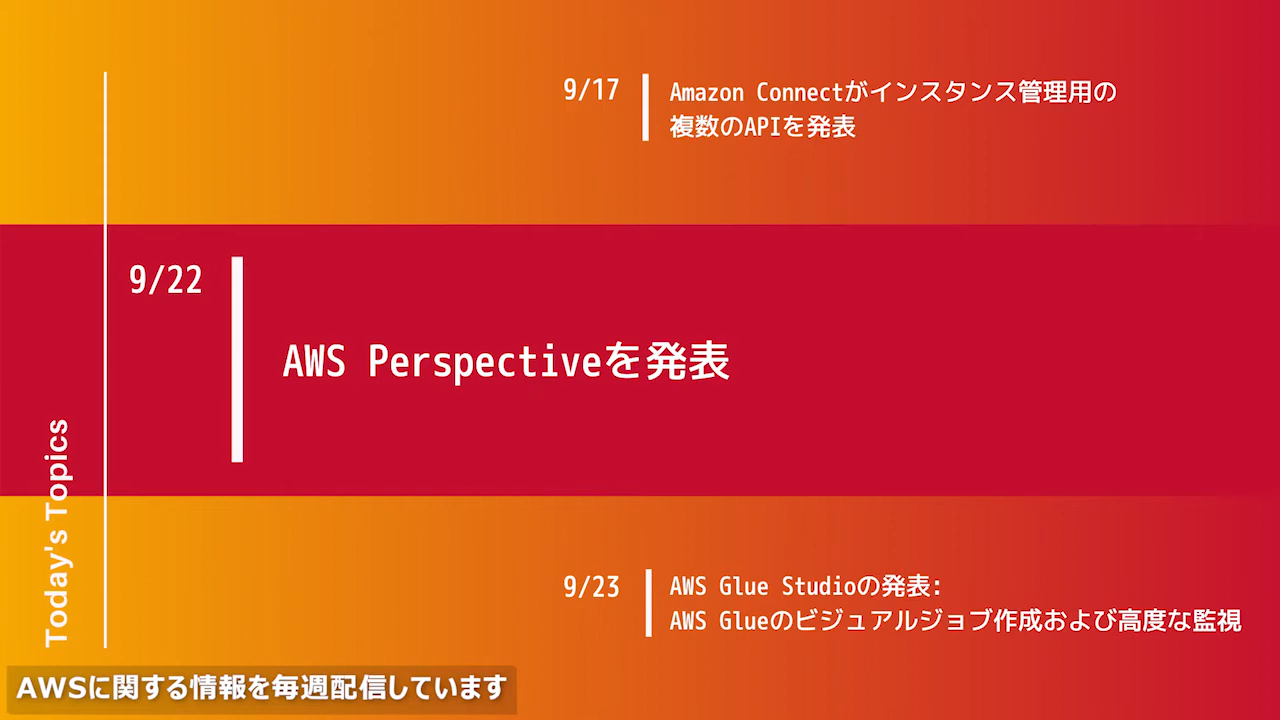 9/17
Amazon Connectがインスタンス管理用の
複数のAPIを発表
9/22
AWS Perspectiveを発表
Today's Topics
9/23
AWS Glue Studioの発表:
AWS Glueのビジュアルジョブ作成および高度な監視
AWSに関する情報を毎週配信しています